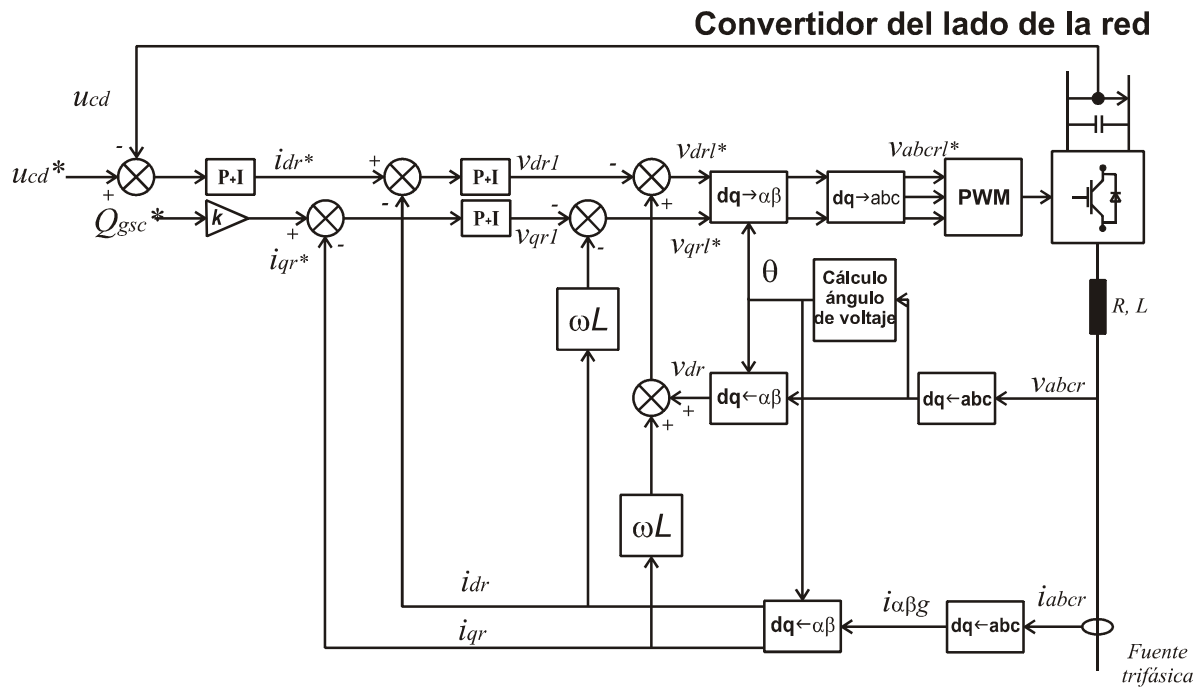 Convertidor del lado de la red
ucd
-
ucd*
+
P+I
idr*
+
-
P+I
vdr1
-
vdrl*
+
vabcrl*
dq→αβ
dq→abc
PWM
Qgsc*
k
+
iqr*
-
P+I
vqr1
-
-
vqrl*
θ
Cálculo
ángulo
de voltaje
R, L
ωL
vdr
+
+
dq←αβ
dq←abc
vabcr
ωL
idr
iqr
dq←αβ
iαβg
dq←abc
iabcr
Fuente
trifásica